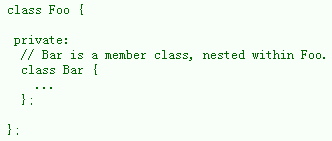 class Foo {
private:
// Bar is a member class, nested within Foo.
class Bar {
...
};
};